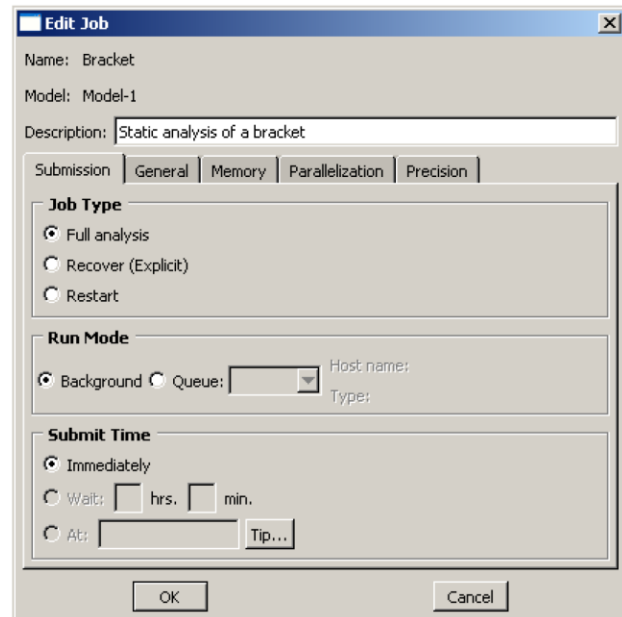 Edit Job
Name: Bracket
Model: Model-1
Description: Static analysis of a bracket
Submission General Memory Parallelization Precision
Job Type
Full analysis
Recover (Explicit)
Restart
Run Mode
Background Queue: Host name:
Type:
Submit Time
Immediately
Wait: hrs. min.
At: Tip...
OK Cancel